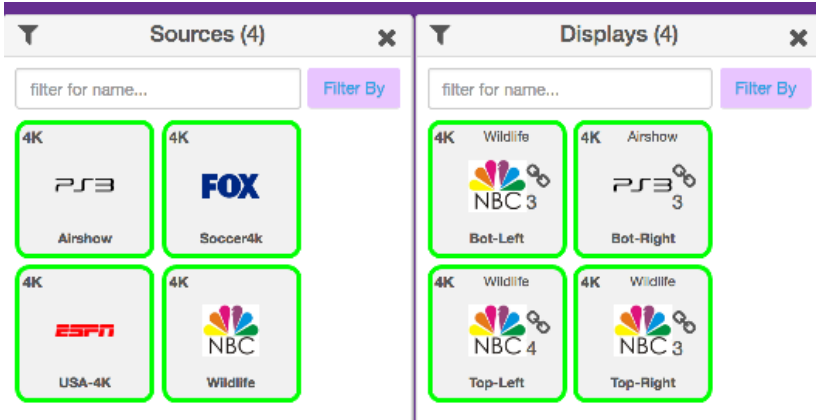 Sources (4)
filter for name...
Filter By
4K
PS3
Airshow
4K
FOX
Soccer4k
4K
ESPN
USA-4K
4K
NBC
Wildlife
Displays (4)
filter for name...
Filter By
4K Wildlife
NBC 3
Bot-Left
4K Airshow
PS3
3
Bot-Right
4K Wildlife
NBC 4
Top-Left
4K Wildlife
NBC 3
Top-Right